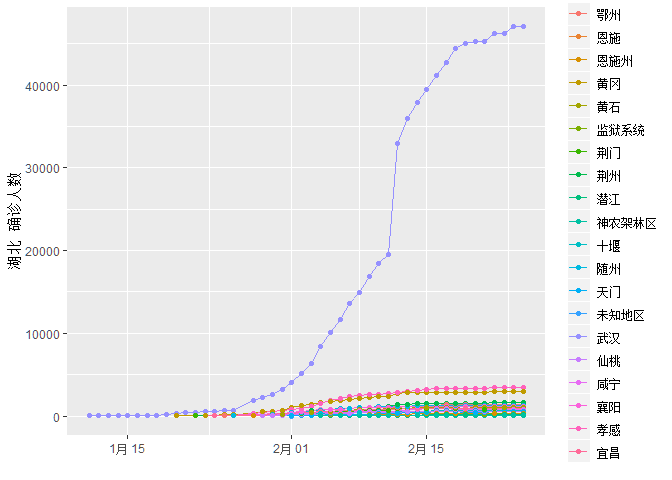 湖北 确诊人数
40000
30000
20000
10000
0
1月 15
2月 01
2月 15
鄂州
恩施
恩施州
黄冈
黄石
监狱系统
荆门
荆州
潜江
神农架林区
十堰
随州
天门
未知地区
武汉
仙桃
咸宁
襄阳
孝感
宜昌